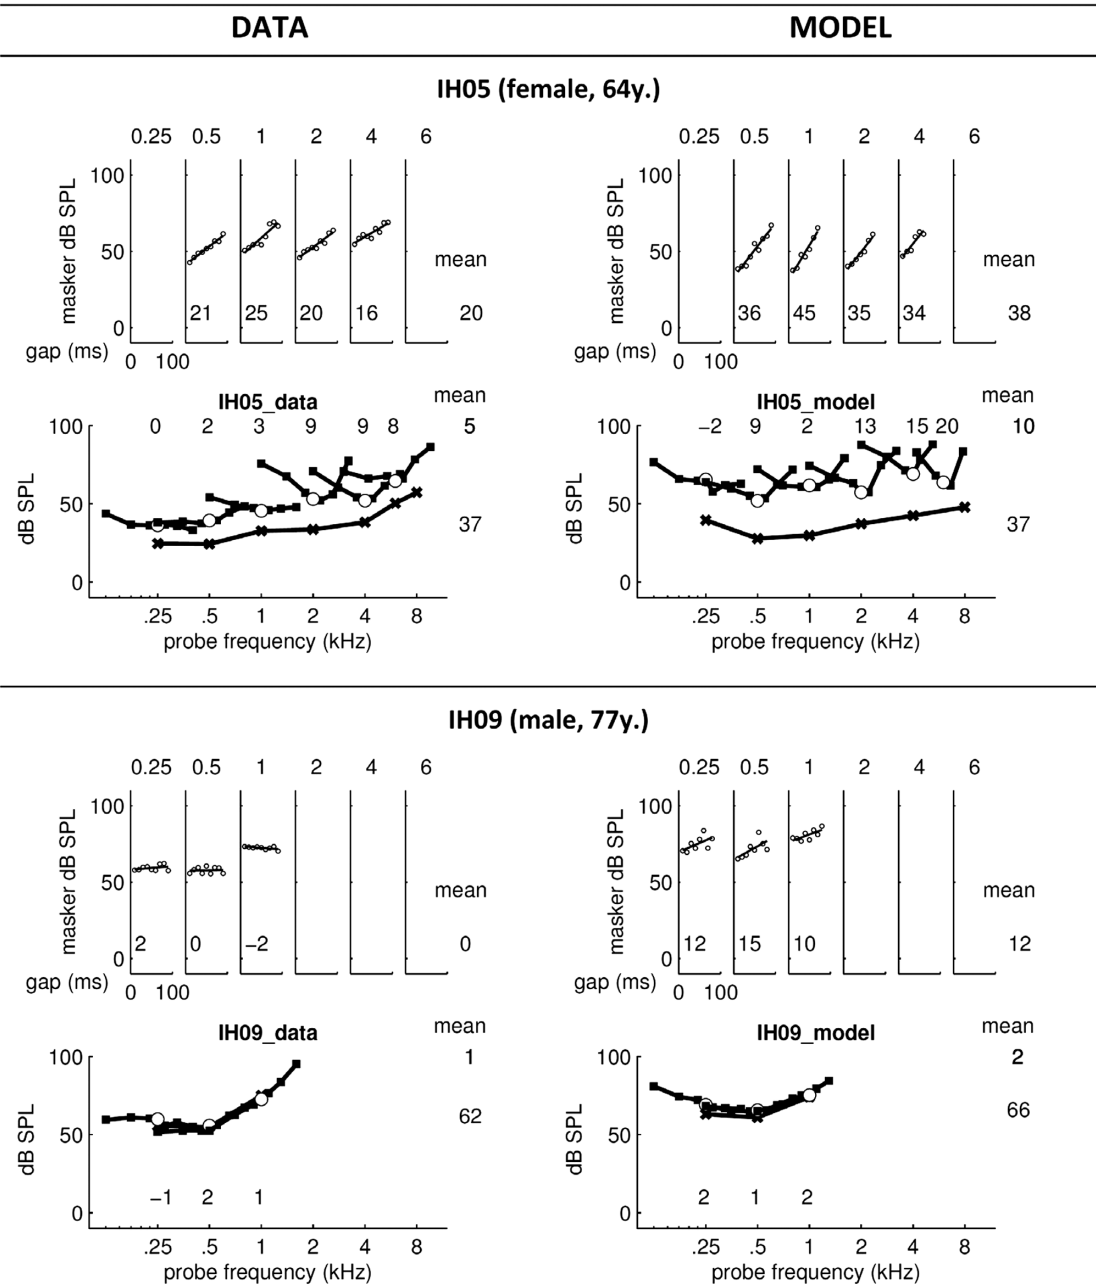 DATA MODEL
IH05 (female, 64y.)
0.25 0.5 1 2 4 6 0.25 0.5 1 2 4 6
masker dB SPL 100 masker dB SPL 100
50 50
mean mean
21 25 20 16 20 36 45 35 34 38
0 0
gap (ms) gap (ms)
0 100 0 100
IH05_data mean IH05_model mean
100 0 2 3 9 9 8 5 100 −2 9 2 13 15 20 10
dB SPL 50 37 dB SPL 50 37
0 0
.25 .5 1 2 4 8 .25 .5 1 2 4 8
probe frequency (kHz) probe frequency (kHz)
IH09 (male, 77y.)
0.25 0.5 1 2 4 6 0.25 0.5 1 2 4 6
masker dB SPL 100 masker dB SPL 100
50 mean 50 mean
2 0 −2 0 12 15 10 12
0 0
gap (ms) gap (ms)
0 100 0 100
IH09_data mean IH09_model mean
100 1 100 2
62 66
dB SPL 50 dB SPL 50
−1 2 1 2 1 2
0 0
.25 .5 1 2 4 8 .25 .5 1 2 4 8
probe frequency (kHz) probe frequency (kHz)